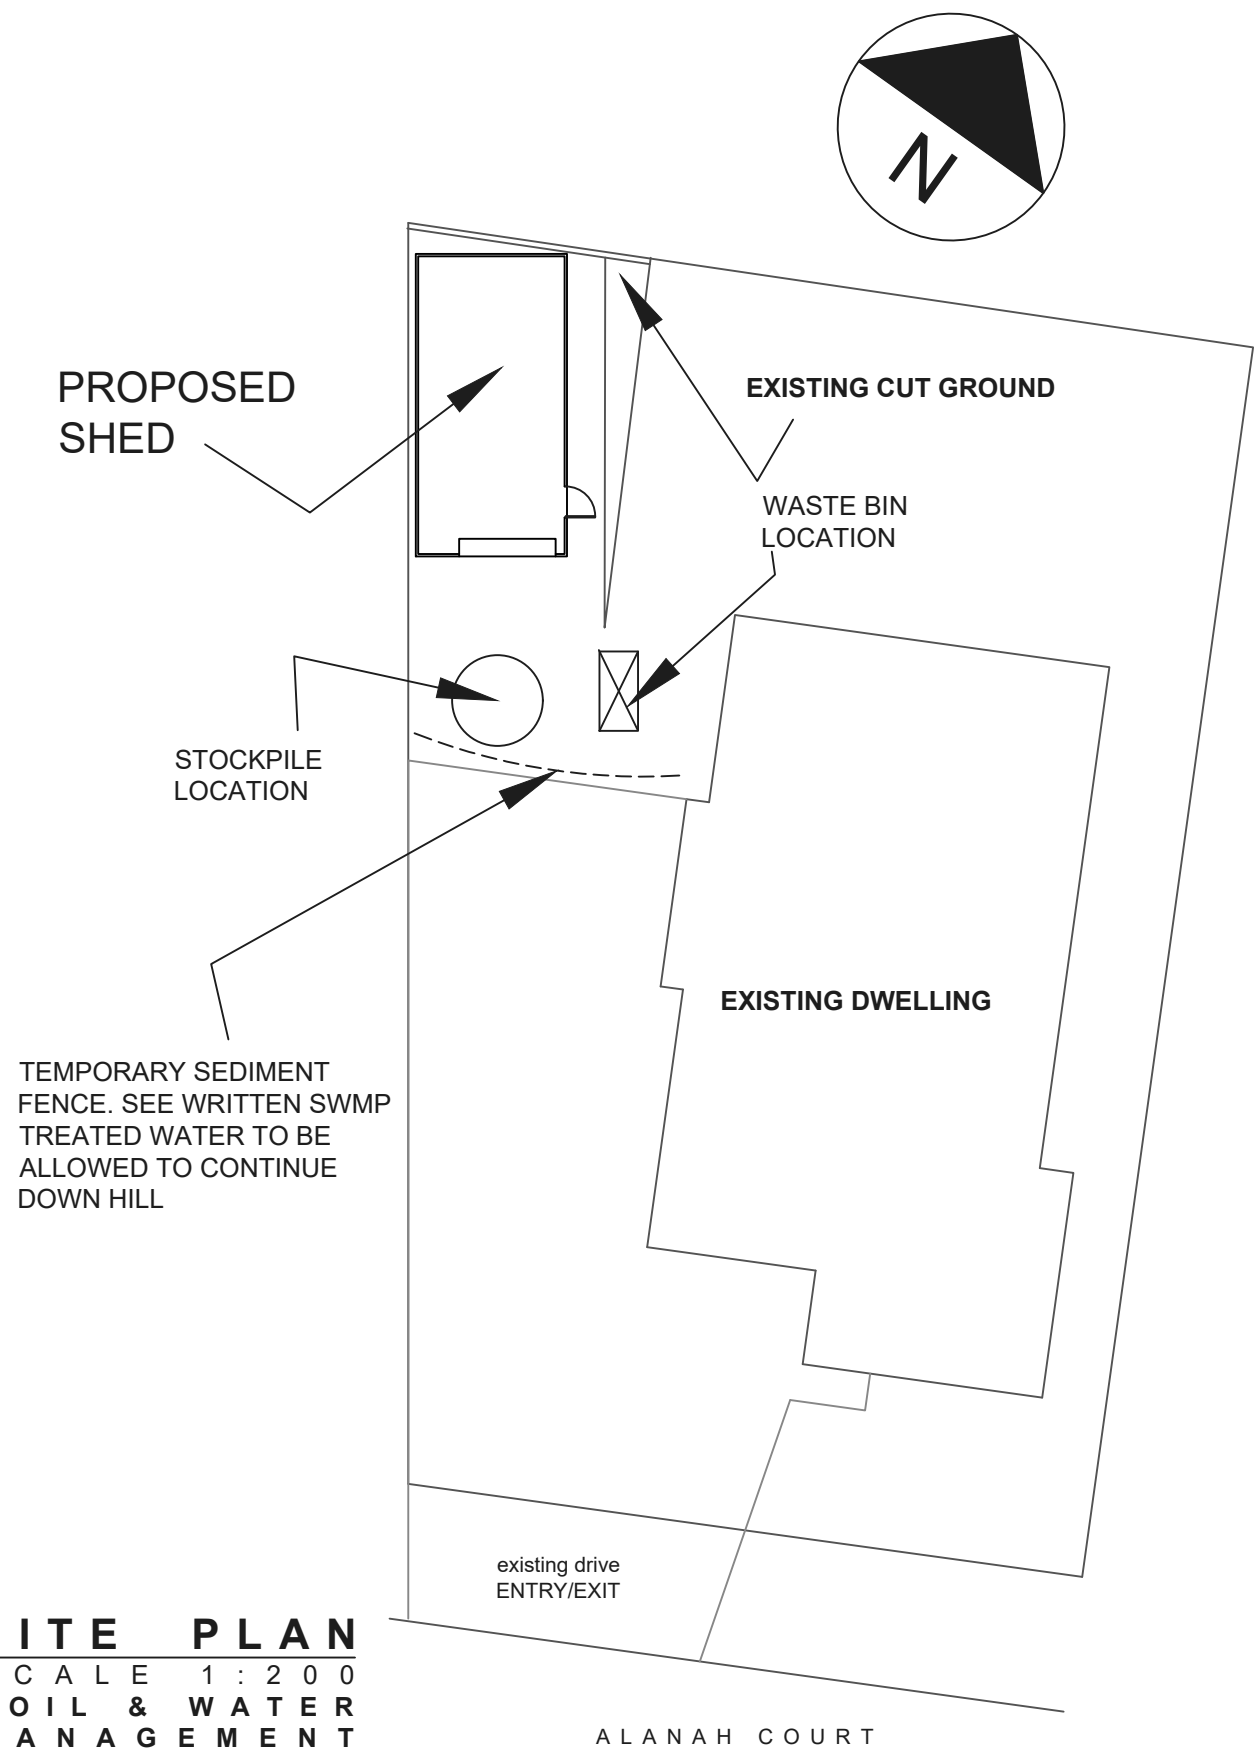 N
PROPOSED
SHED
EXISTING CUT GROUND
WASTE BIN
LOCATION
STOCKPILE
LOCATION
EXISTING DWELLING
TEMPORARY SEDIMENT
FENCE. SEE WRITTEN SWMP
TREATED WATER TO BE
ALLOWED TO CONTINUE
DOWN HILL
existing drive
ENTRY/EXIT
ITE PLAN
CALE 1:200
OIL & WATER
ANAGEMENT
ALANAH COURT